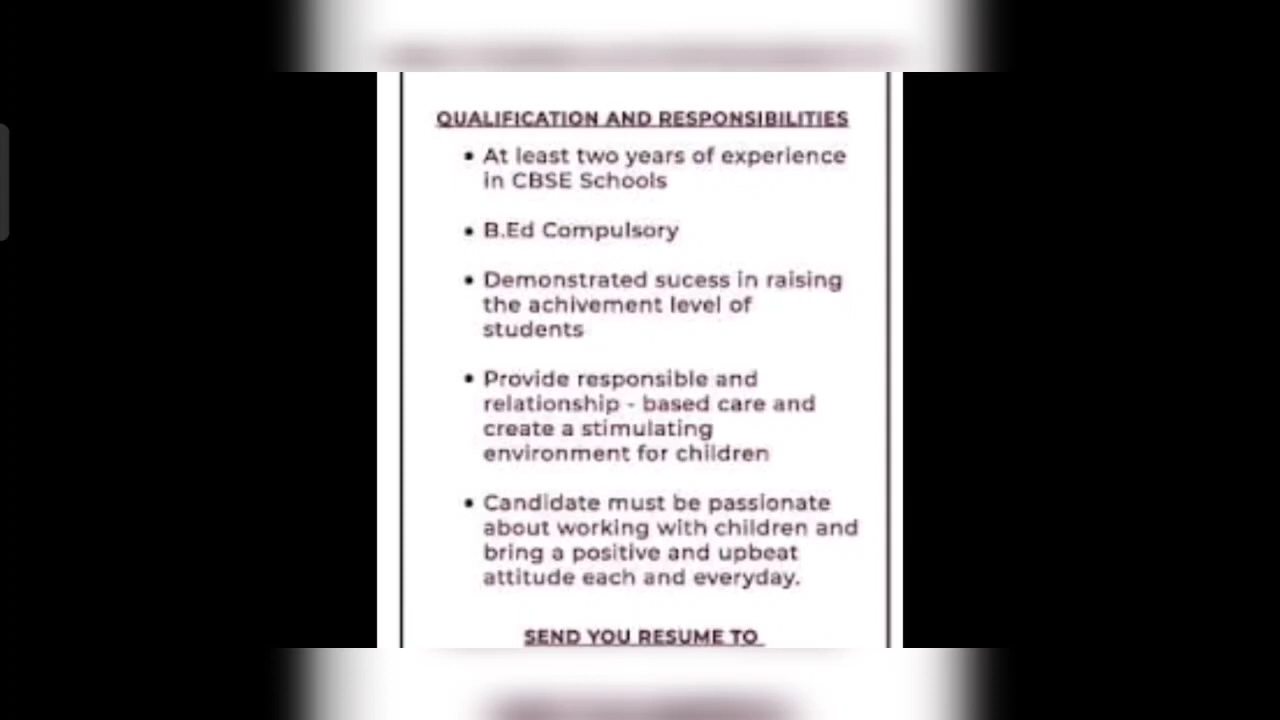 QUALIFICATION AND RESPONSIBILITIES
• At least two years of experience
in CBSE Schools
• B.Ed Compulsory
• Demonstrated sucess in raising
the achivement level of
students
• Provide responsible and
relationship - based care and
create a stimulating
environment for children
• Candidate must be passionate
about working with children and
bring a positive and upbeat
attitude each and everyday.
SEND YOU RESUME TO